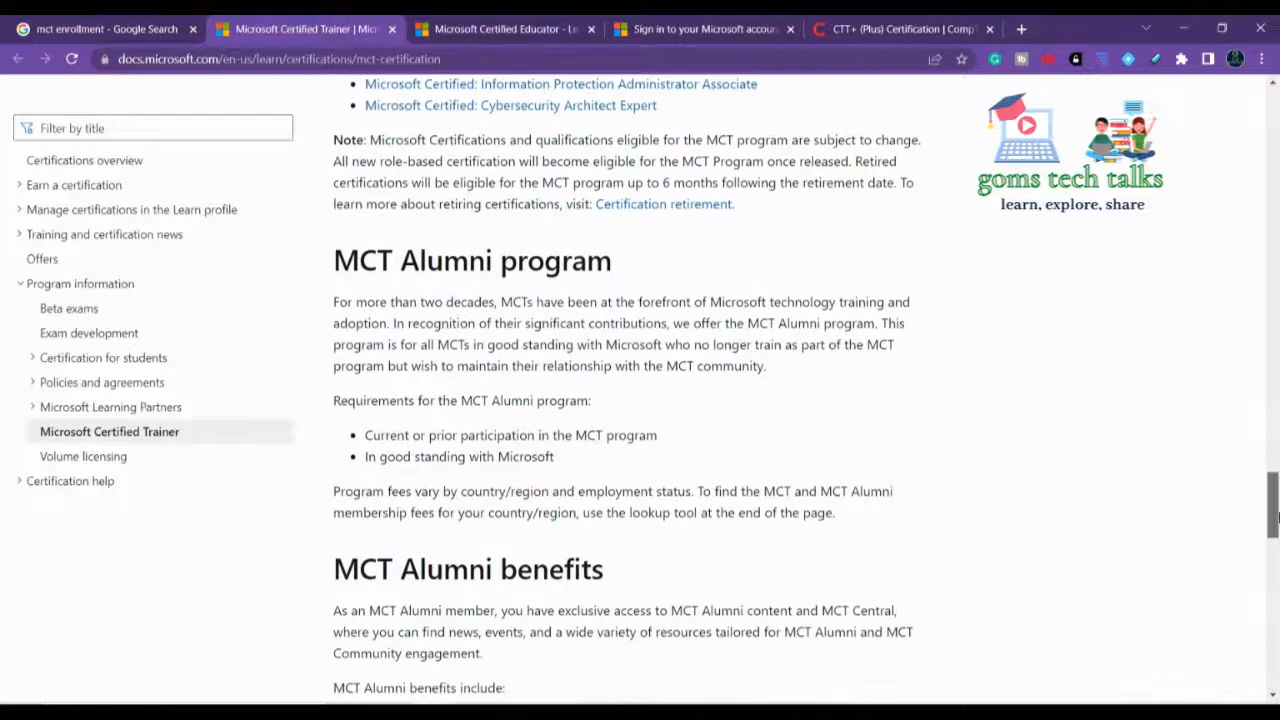 mct enrollment - Google Search
Microsoft Certified Trainer | Micr
Microsoft Certified Educator - Le
Sign in to your Microsoft accoun
CTT+ (Plus) Certification | CompT
docs.microsoft.com/en-us/learn/certifications/mct-certification
Filter by title
Certifications overview
Earn a certification
Manage certifications in the Learn profile
Training and certification news
Offers
Program information
Beta exams
Exam development
Certification for students
Policies and agreements
Microsoft Learning Partners
Microsoft Certified Trainer
Volume licensing
Certification help
• Microsoft Certified: Information Protection Administrator Associate
• Microsoft Certified: Cybersecurity Architect Expert
Note: Microsoft Certifications and qualifications eligible for the MCT program are subject to change.
All new role-based certification will become eligible for the MCT Program once released. Retired
certifications will be eligible for the MCT program up to 6 months following the retirement date. To
learn more about retiring certifications, visit: Certification retirement.
MCT Alumni program
For more than two decades, MCTs have been at the forefront of Microsoft technology training and
adoption. In recognition of their significant contributions, we offer the MCT Alumni program. This
program is for all MCTs in good standing with Microsoft who no longer train as part of the MCT
program but wish to maintain their relationship with the MCT community.
Requirements for the MCT Alumni program:
• Current or prior participation in the MCT program
• In good standing with Microsoft
Program fees vary by country/region and employment status. To find the MCT and MCT Alumni
membership fees for your country/region, use the lookup tool at the end of the page.
MCT Alumni benefits
As an MCT Alumni member, you have exclusive access to MCT Alumni content and MCT Central,
where you can find news, events, and a wide variety of resources tailored for MCT Alumni and MCT
Community engagement.
MCT Alumni benefits include:
goms tech talks
learn, explore, share